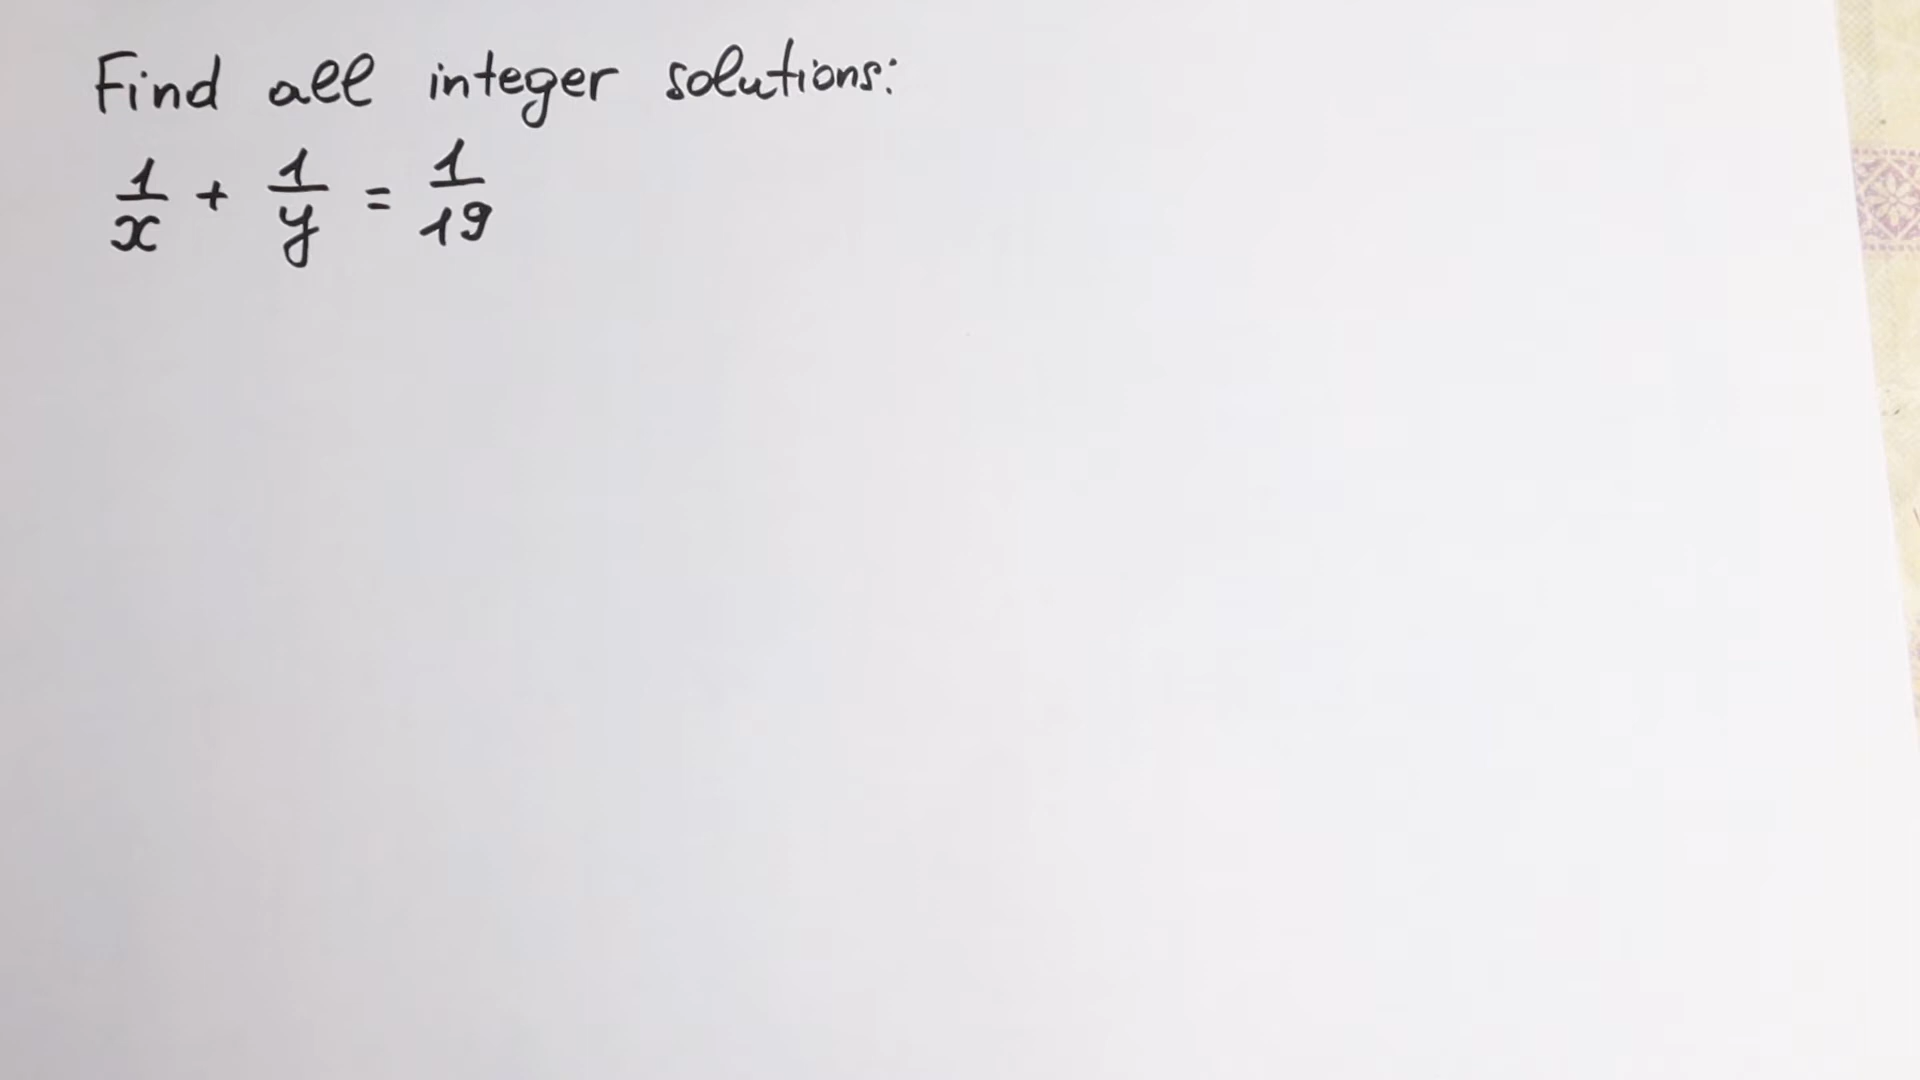 Find all integer solutions:
1/x + 1/y = 1/19